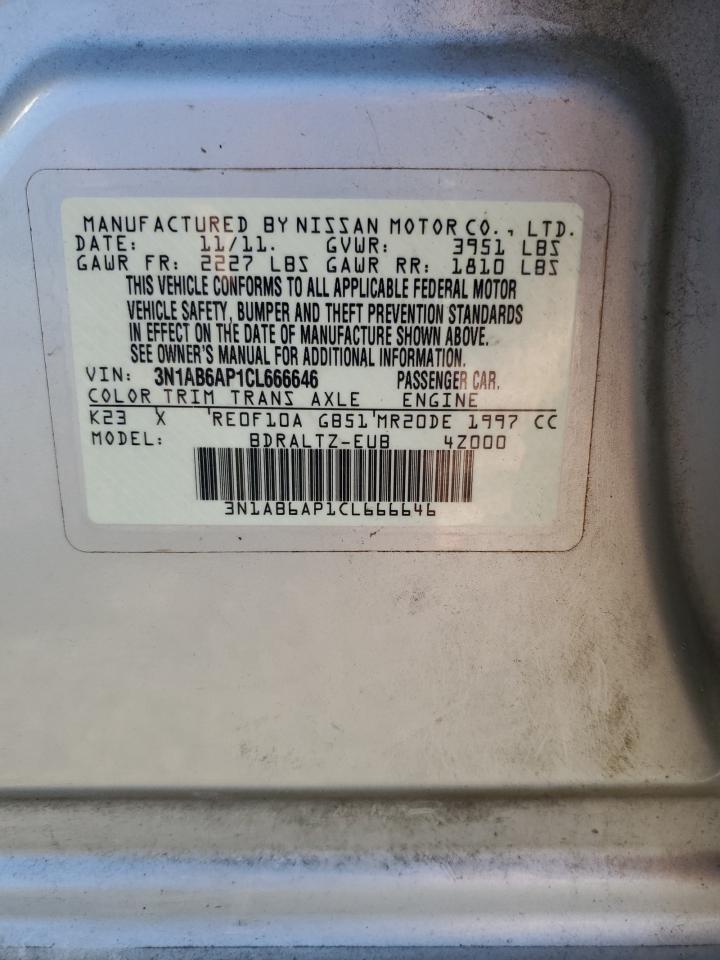 MANUFACTURED BY NISSAN MOTOR CO., LTD.
DATE: 11/11. GVWR: 3951 LBS
GAWR FR: 2227 LBS GAWR RR: 1810 LBS
THIS VEHICLE CONFORMS TO ALL APPLICABLE FEDERAL MOTOR
VEHICLE SAFETY, BUMPER AND THEFT PREVENTION STANDARDS
IN EFFECT ON THE DATE OF MANUFACTURE SHOWN ABOVE.
SEE OWNER'S MANUAL FOR ADDITIONAL INFORMATION.
VIN: 3N1AB6AP1CL666646 PASSENGER CAR.
COLOR TRIM TRANS AXLE ENGINE
K23 X RE0F10A GB51 MR20DE 1997 CC
MODEL: BDRALTZ-EUB 4Z000
3N1AB6AP1CL666646